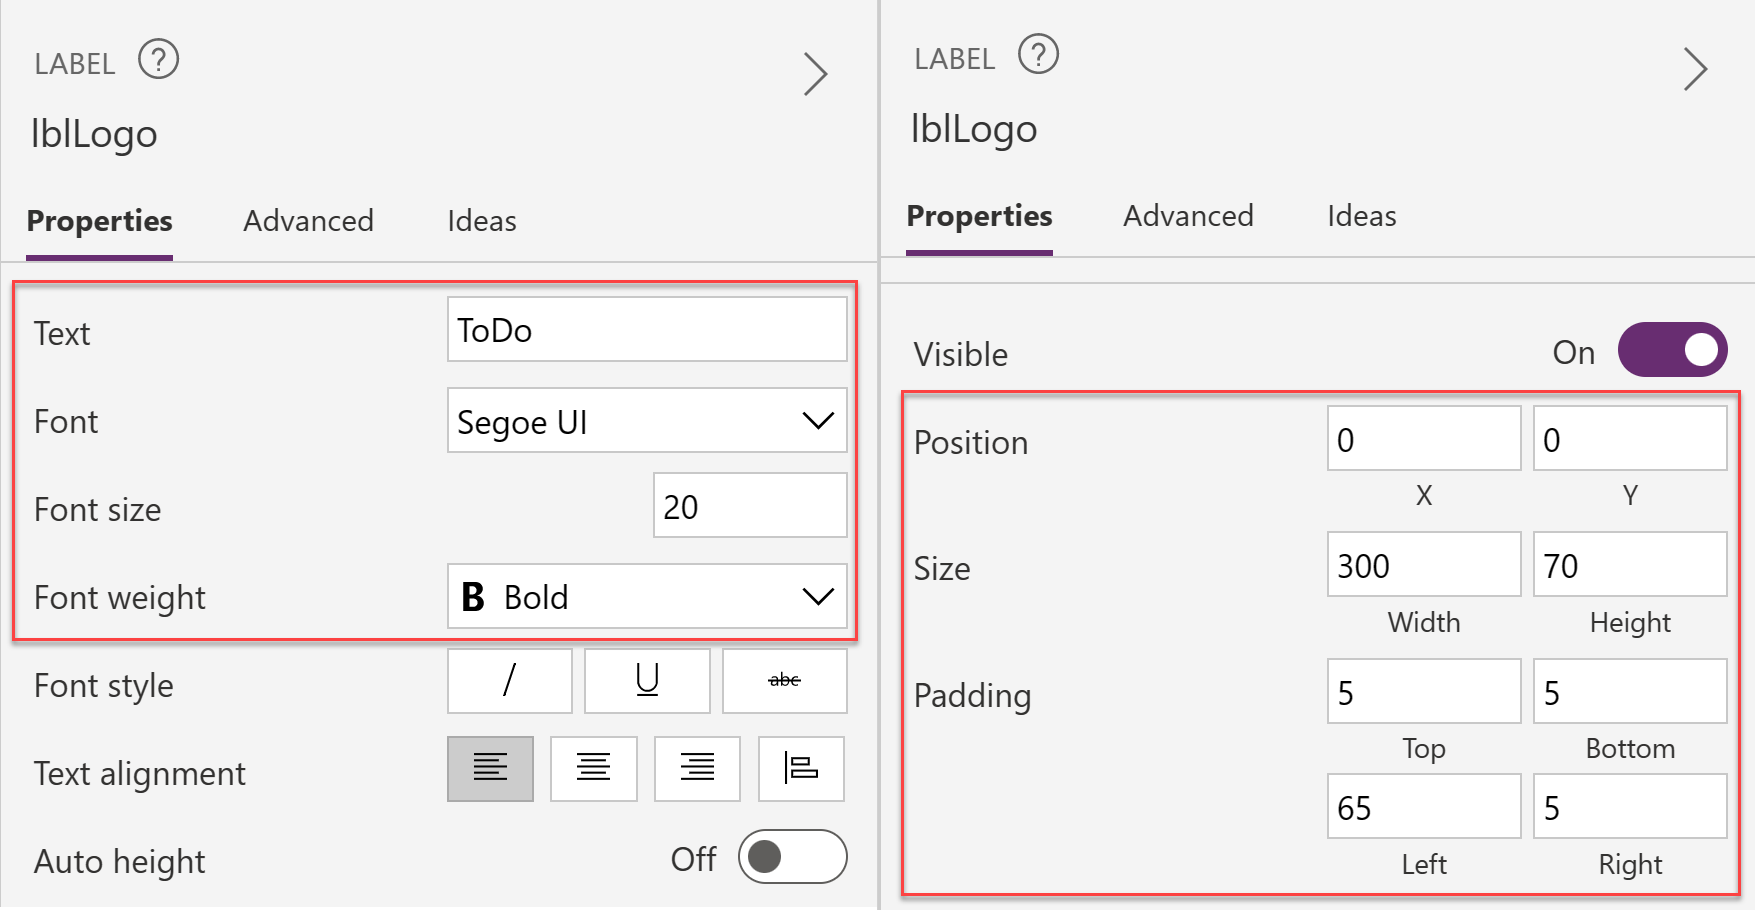 LABEL ?
lblLogo
Properties Advanced Ideas
Text ToDo
Font Segoe UI
Font size 20
Font weight B Bold
Font style / U abc
Text alignment
Auto height Off
LABEL ?
lblLogo
Properties Advanced Ideas
Visible On
Position 0 0
X Y
Size 300 70
Width Height
Padding 5 5
Top Bottom
65 5
Left Right